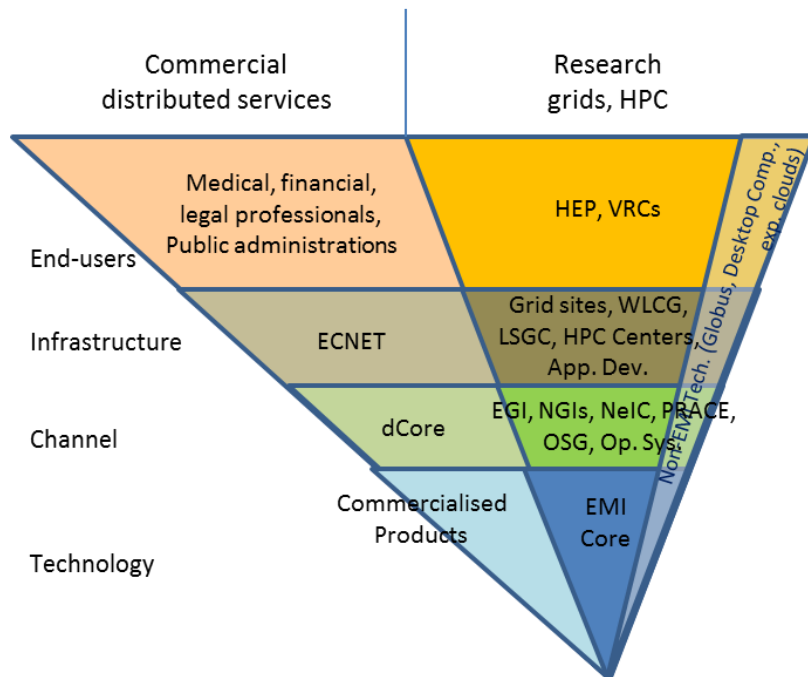 Commercial
distributed services
Research
grids, HPC
Medical, financial,
legal professionals,
Public administrations
HEP, VRCs
Non-EMI Tech. (Globus, Desktop Comp.,
exp. clouds)
End-users
Infrastructure
ECNET
Grid sites, WLCG,
LSGC, HPC Centers,
App. Dev.
Channel
dCore
EGI, NGIs, NeIC, PRACE,
OSG, Op. Sys.
Technology
Commercialised
Products
EMI
Core